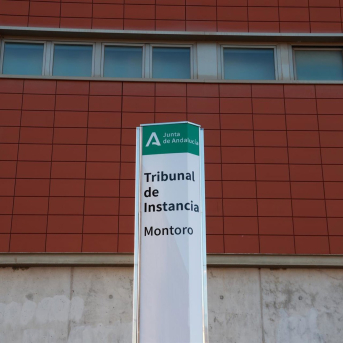 Junta
de Andalucía
Tribunal
de
Instancia
Montoro